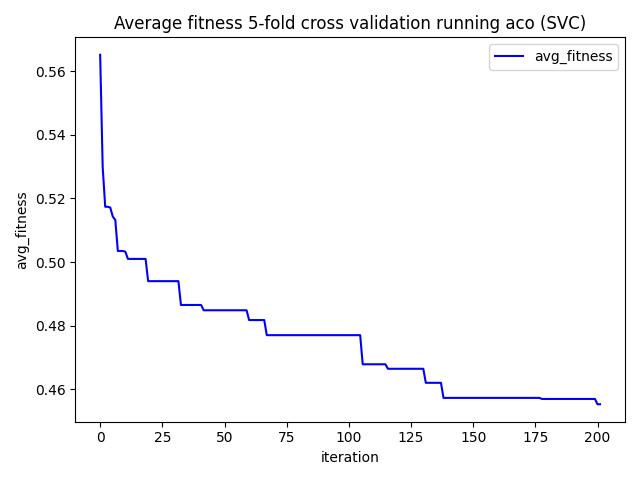 Average fitness 5-fold cross validation running aco (SVC)
avg_fitness
0.56
0.54
0.52
0.50
0.48
0.46
avg_fitness
0 25 50 75 100 125 150 175 200
iteration